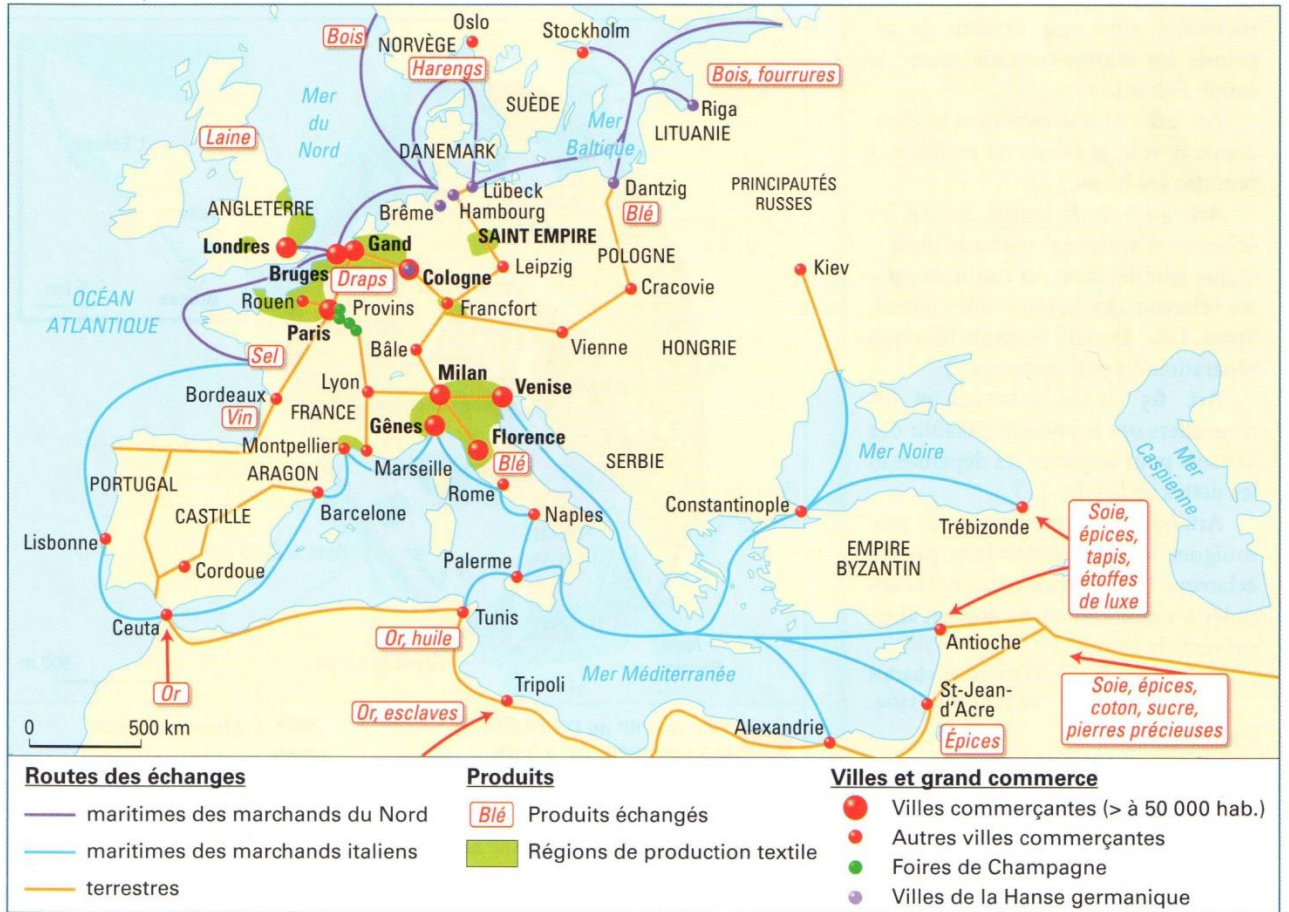 Oslo
Stockholm
Bois
NORVÈGE
Harengs
Bois, fourrures
Mer
du
Nord
SUÈDE
Riga
Laine
Mer
Baltique
LITUANIE
DANEMARK
Lübeck
Dantzig
PRINCIPAUTÉS
RUSSES
Brême
Hambourg
Blé
ANGLETERRE
Londres
Gand
SAINT EMPIRE
POLOGNE
Bruges
Draps
Cologne
Leipzig
Kiev
OCÉAN
ATLANTIQUE
Rouen
Provins
Francfort
Cracovie
Paris
Vienne
HONGRIE
Sel
Bâle
Milan
Venise
Bordeaux
Lyon
Vin
FRANCE
Gênes
Florence
Montpellier
Blé
SERBIE
Mer Noire
Mer
Caspienne
ARAGON
Marseille
Rome
PORTUGAL
CASTILLE
Barcelone
Naples
Constantinople
Trébizonde
Soie,
épices,
tapis,
étoffes
de luxe
Lisbonne
Cordoue
Palerme
EMPIRE
BYZANTIN
Ceuta
Tunis
Or, huile
Antioche
Mer Méditerranée
Or
Tripoli
Or, esclaves
St-Jean-
d'Acre
Soie, épices,
coton, sucre,
pierres précieuses
Alexandrie
Épices
0
500 km
Routes des échanges
maritimes des marchands du Nord
maritimes des marchands italiens
terrestres
Produits
Blé Produits échangés
Régions de production textile
Villes et grand commerce
Villes commerçantes (> à 50 000 hab.)
Autres villes commerçantes
Foires de Champagne
Villes de la Hanse germanique